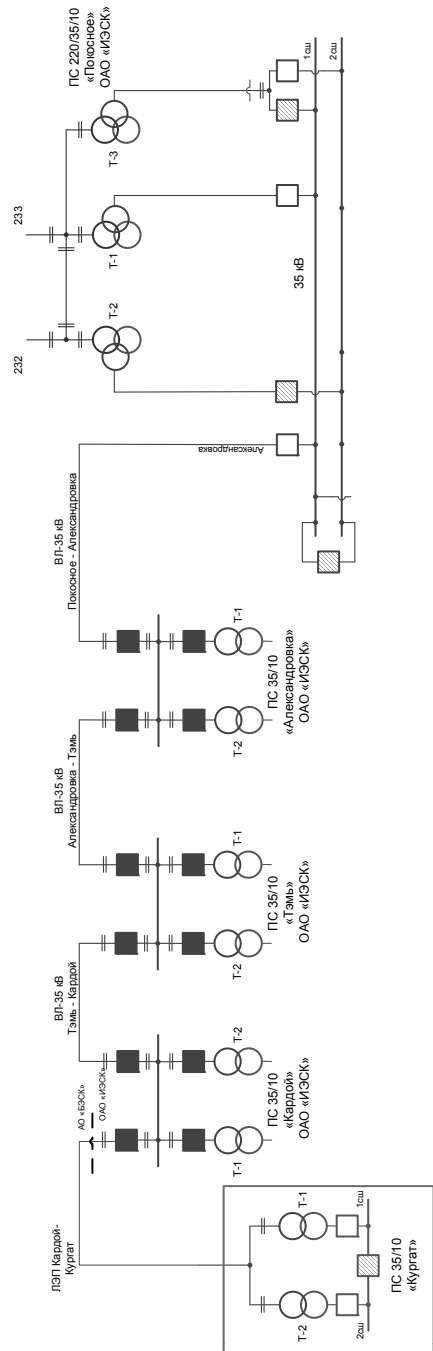 ЛЭП Кардой-
Кургат
Т-2
Т-1
2сш
1сш
ПС 35/10
«Кургат»
АО «БЭСК»
ОАО «ИЭСК»
Т-1
Т-2
ПС 35/10
«Кардой»
ОАО «ИЭСК»
ВЛ-35 кВ
Тэмь - Кардой
Т-2
Т-1
ПС 35/10
«Тэмь»
ОАО «ИЭСК»
ВЛ-35 кВ
Александровка - Тэмь
Т-2
Т-1
ПС 35/10
«Александровка»
ОАО «ИЭСК»
ВЛ-35 кВ
Покосное - Александровка
Александровка
232
233
ПС 220/35/10
«Покосное»
ОАО «ИЭСК»
Т-2
Т-1
Т-3
35 кВ
1сш
2сш